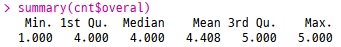 > summary(cnt$overal)
Min. 1st Qu. Median Mean 3rd Qu. Max.
1.000 4.000 4.000 4.408 5.000 5.000